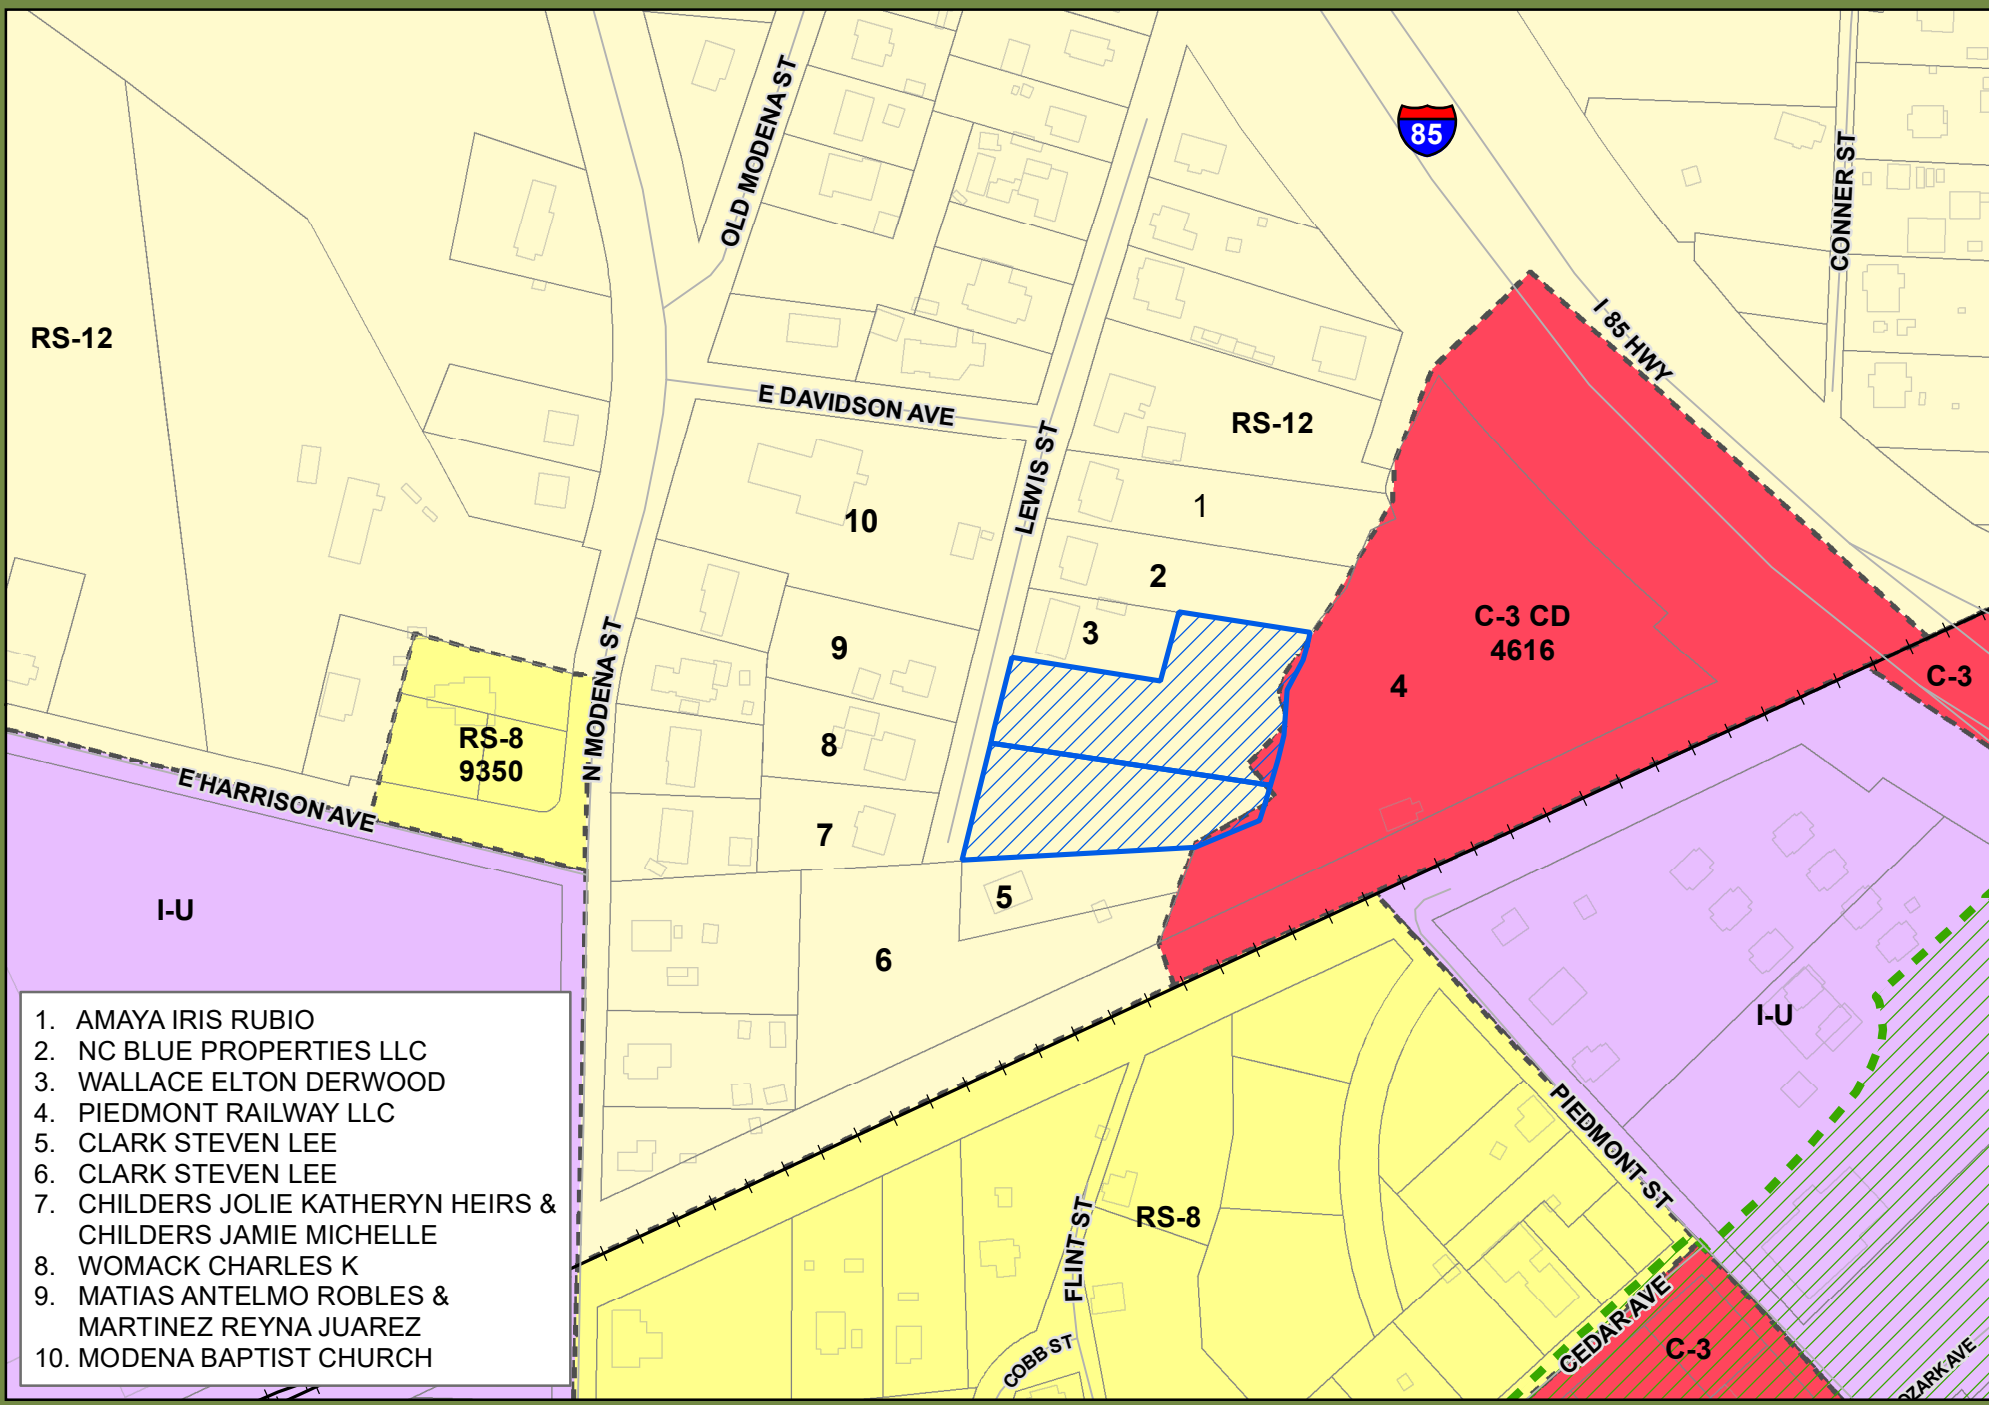 OLD MODENA ST
85
CONNER ST
I 85 HWY
RS-12
E DAVIDSON AVE
RS-12
LEWIS ST
1
10
2
C-3 CD
4616
3
9
4
C-3
N MODENA ST
RS-8
9350
8
E HARRISON AVE
7
5
I-U
6
I-U
1. AMAYA IRIS RUBIO
2. NC BLUE PROPERTIES LLC
3. WALLACE ELTON DERWOOD
4. PIEDMONT RAILWAY LLC
5. CLARK STEVEN LEE
6. CLARK STEVEN LEE
7. CHILDERS JOLIE KATHERYN HEIRS &
CHILDERS JAMIE MICHELLE
8. WOMACK CHARLES K
9. MATIAS ANTELMO ROBLES &
MARTINEZ REYNA JUAREZ
10. MODENA BAPTIST CHURCH
PIEDMONT ST
RS-8
FLINT ST
COBB ST
CEDAR AVE
C-3
OZARK AVE